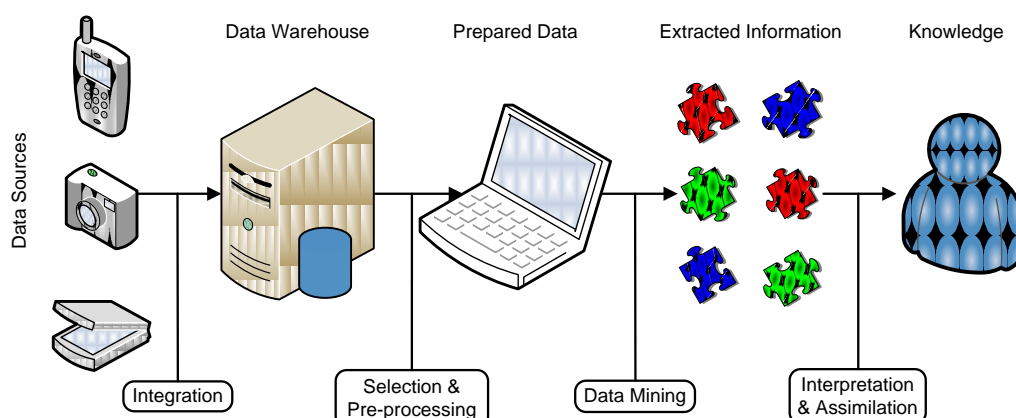 Data Warehouse
Prepared Data
Extracted Information
Knowledge
Data Sources
Integration
Selection &
Pre-processing
Data Mining
Interpretation
& Assimilation